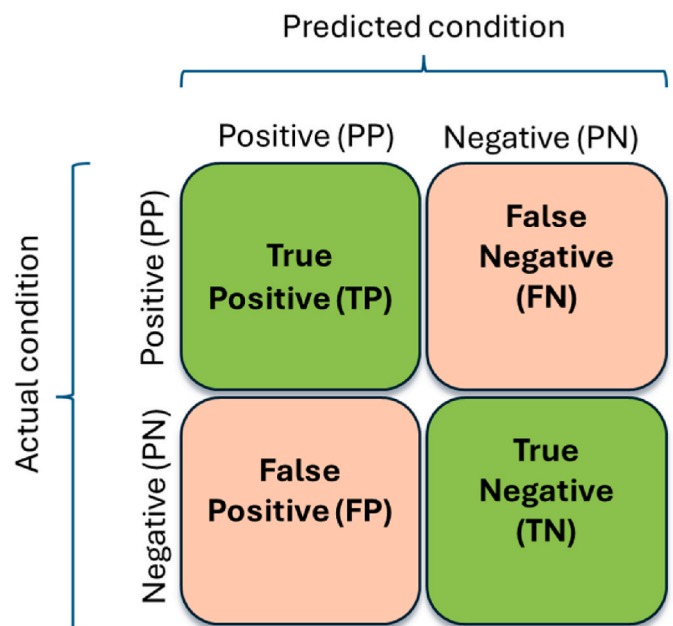 Predicted condition
Positive (PP)
Negative (PN)
Actual condition
Positive (PP)
True
Positive (TP)
False
Negative
(FN)
Negative (PN)
False
Positive (FP)
True
Negative
(TN)